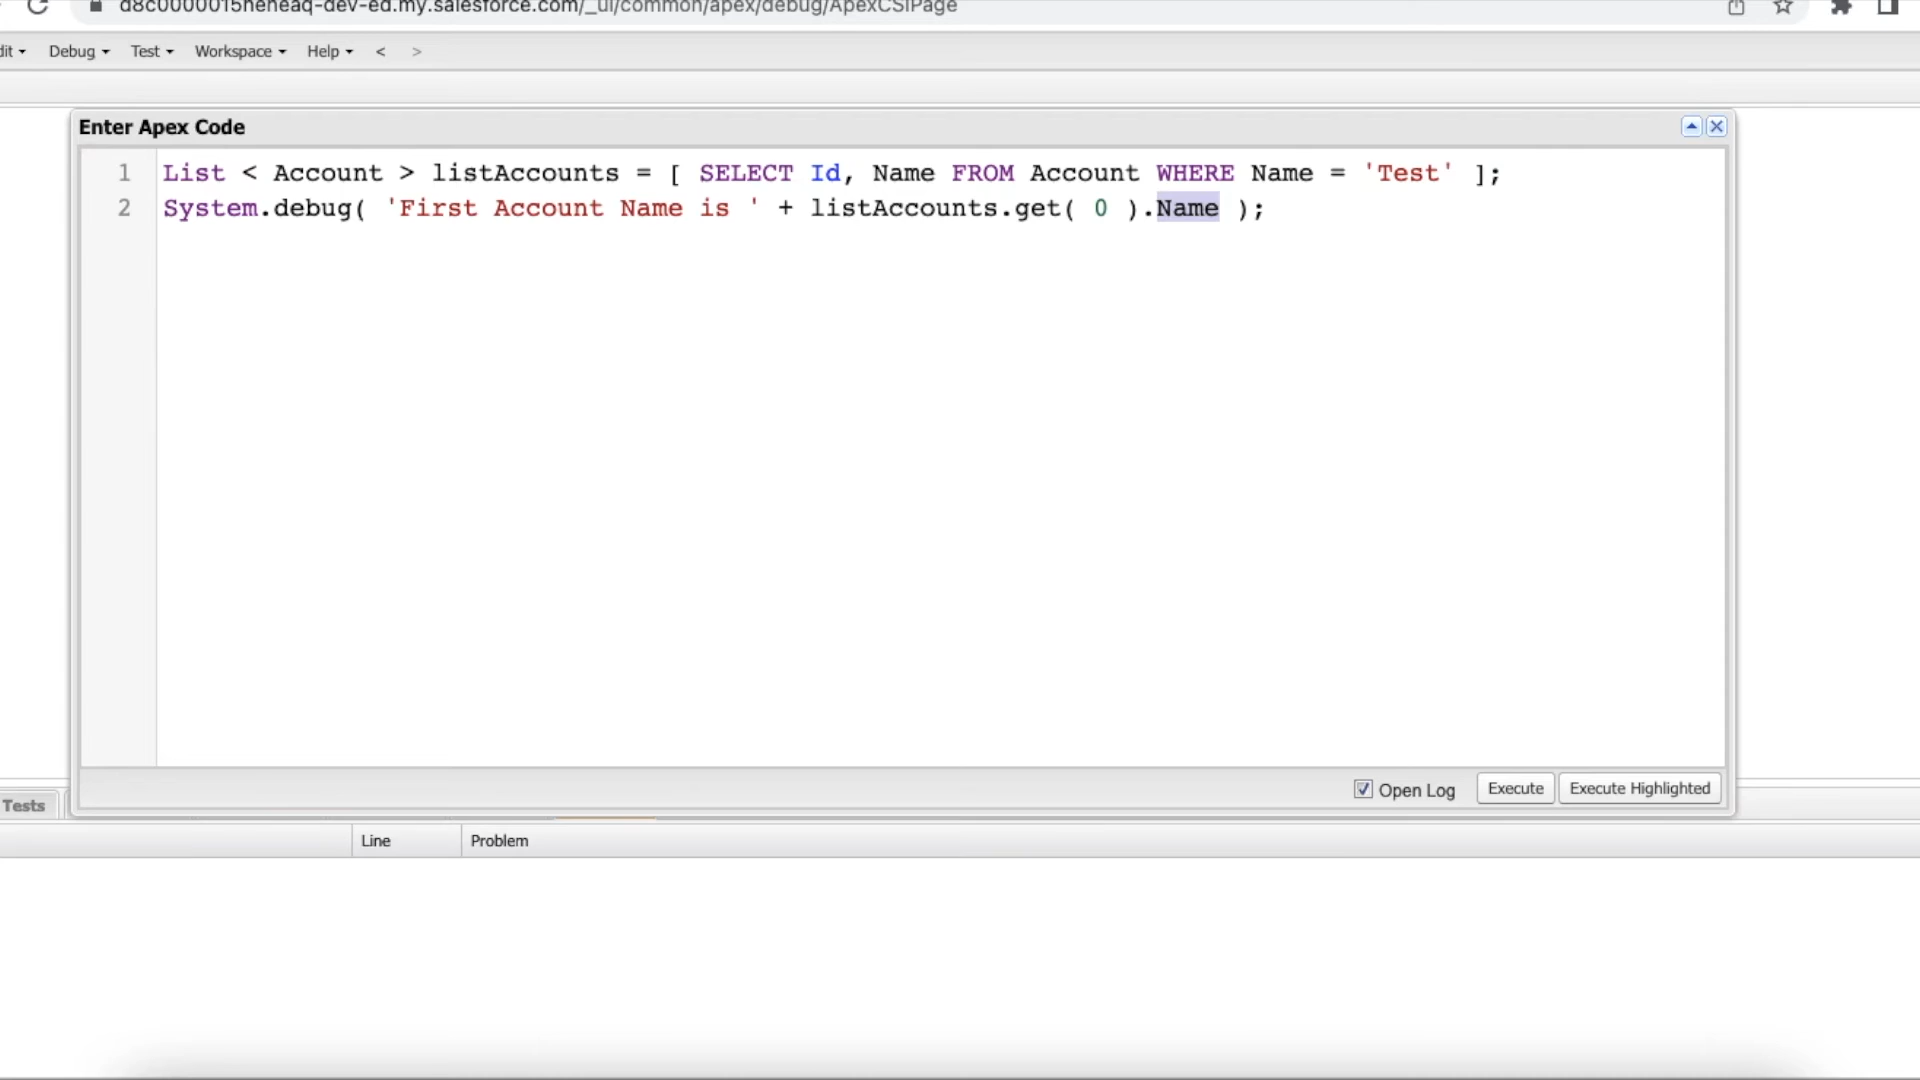 d8c0000015heneaq-dev-ed.my.salesforce.com/_ui/common/apex/debug/ApexCSIPage
dit Debug Test Workspace Help < >
Enter Apex Code
1 List < Account > listAccounts = [ SELECT Id, Name FROM Account WHERE Name = 'Test' ];
2 System.debug( 'First Account Name is ' + listAccounts.get( 0 ).Name );
Open Log Execute Execute Highlighted
Tests
Line Problem